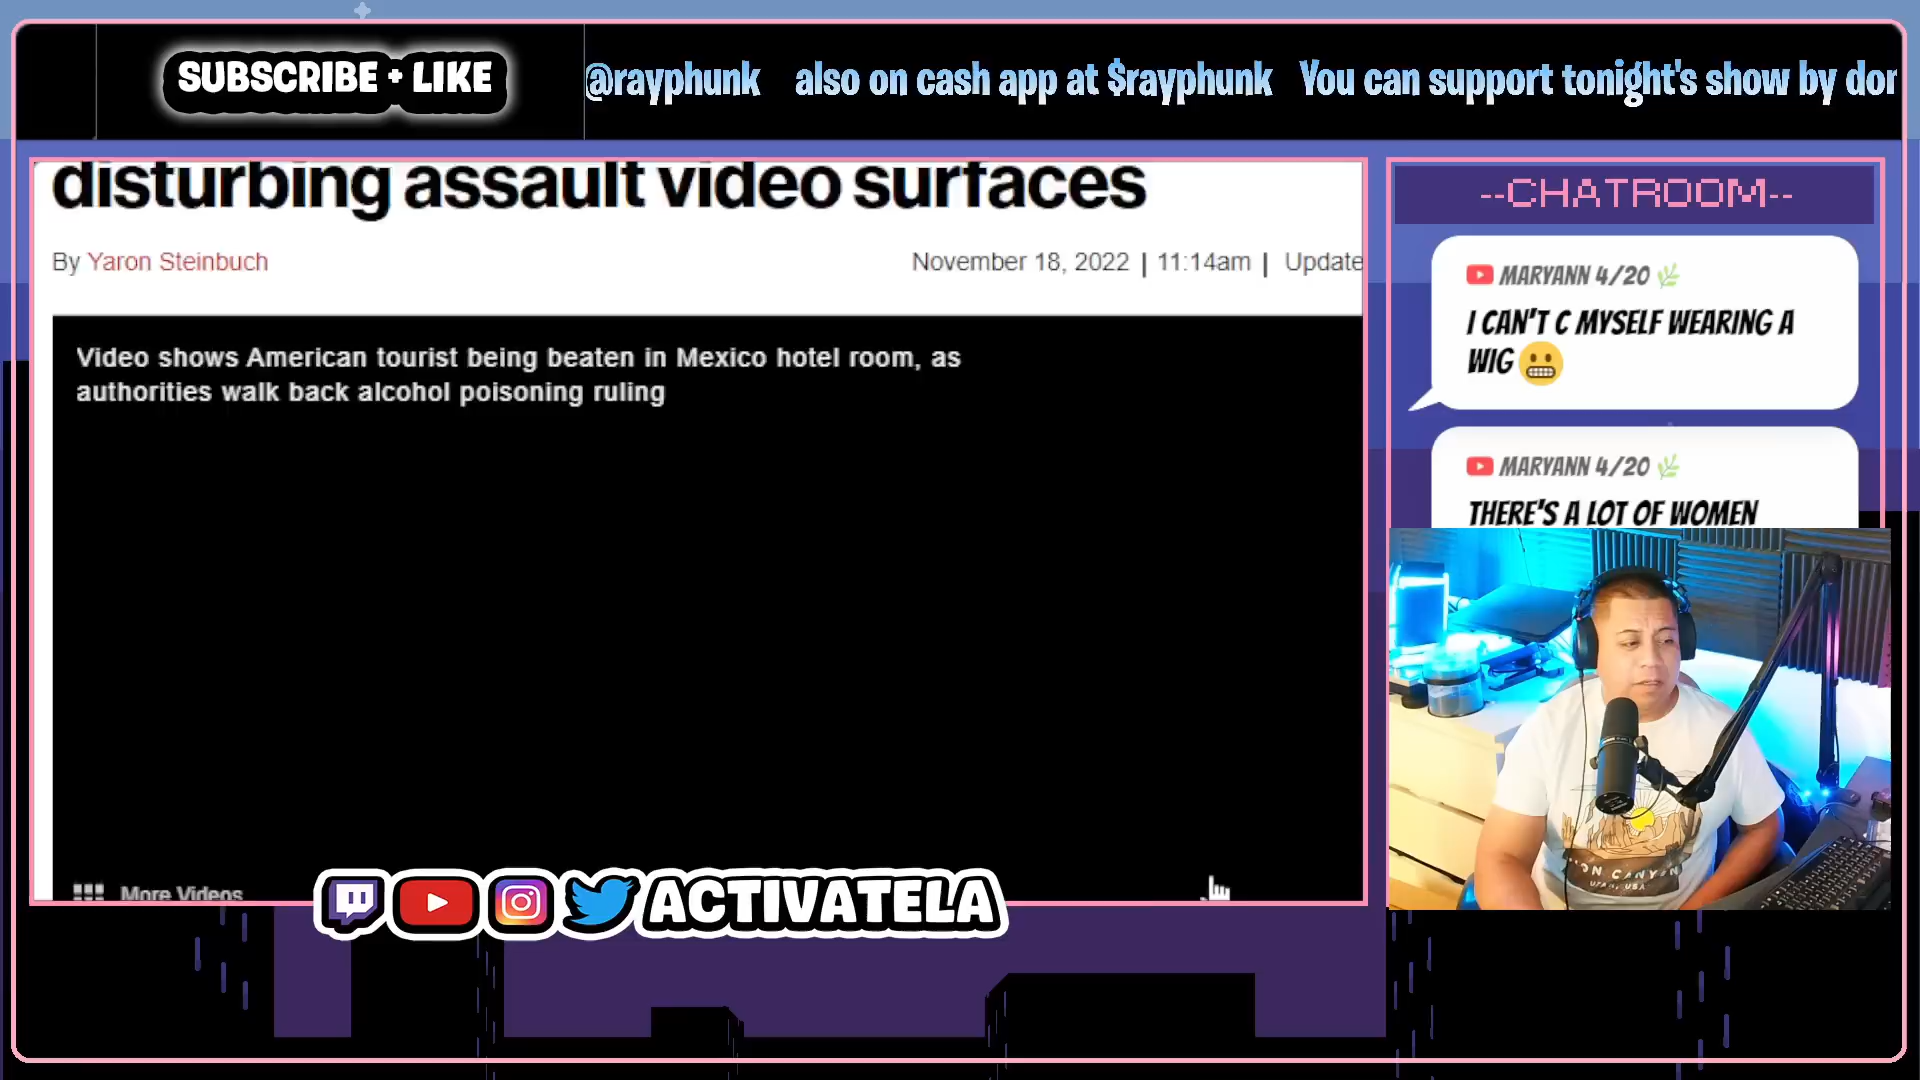 SUBSCRIBE + LIKE
@rayphunk also on cash app at $rayphunk You can support tonight's show by
disturbing assault video surfaces
By Yaron Steinbuch
November 18, 2022 | 11:14am | Update
Video shows American tourist being beaten in Mexico hotel room, as
authorities walk back alcohol poisoning ruling
More Videos
ACTIVATELA
--CHATROOM--
MARYANN 4/20
I CAN'T C MYSELF WEARING A
WIG
MARYANN 4/20
THERE'S A LOT OF WOMEN